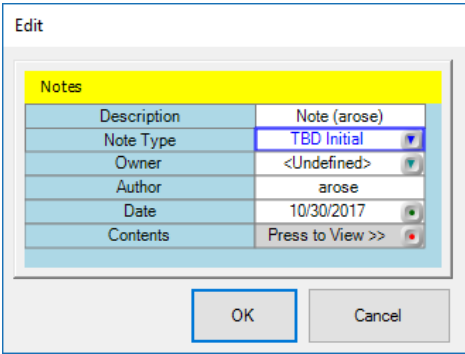 Edit
Notes
Description Note (arose)
Note Type TBD Initial
Owner <Undefined>
Author arose
Date 10/30/2017
Contents Press to View >>
OK Cancel